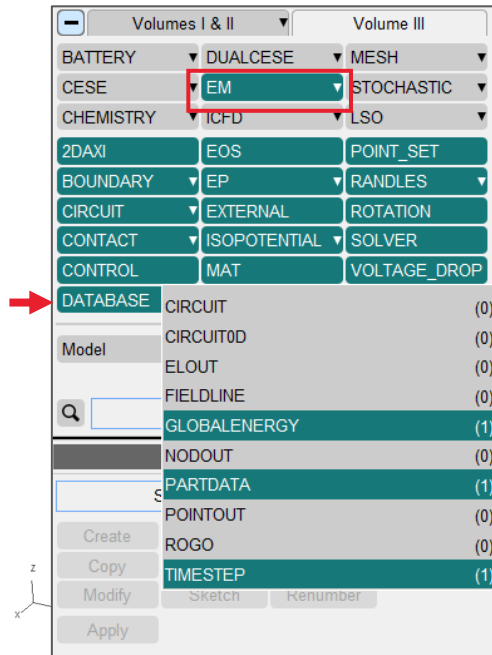 Volumes I & II Volume III
BATTERY DUALCESE MESH
CESE EM STOCHASTIC
CHEMISTRY ICFD LSO
2DAXI EOS POINT_SET
BOUNDARY EP RANDLES
CIRCUIT EXTERNAL ROTATION
CONTACT ISOPOTENTIAL SOLVER
CONTROL MAT VOLTAGE_DROP
DATABASE
CIRCUIT (0)
CIRCUIT0D (0)
Model
ELOUT (0)
FIELDLINE (0)
GLOBALENERGY (1)
NODOUT (0)
PARTDATA (1)
S
POINTOUT (0)
Create
ROGO (0)
Copy
TIMESTEP (1)
Modify Sketch Renumber
Apply
z
x